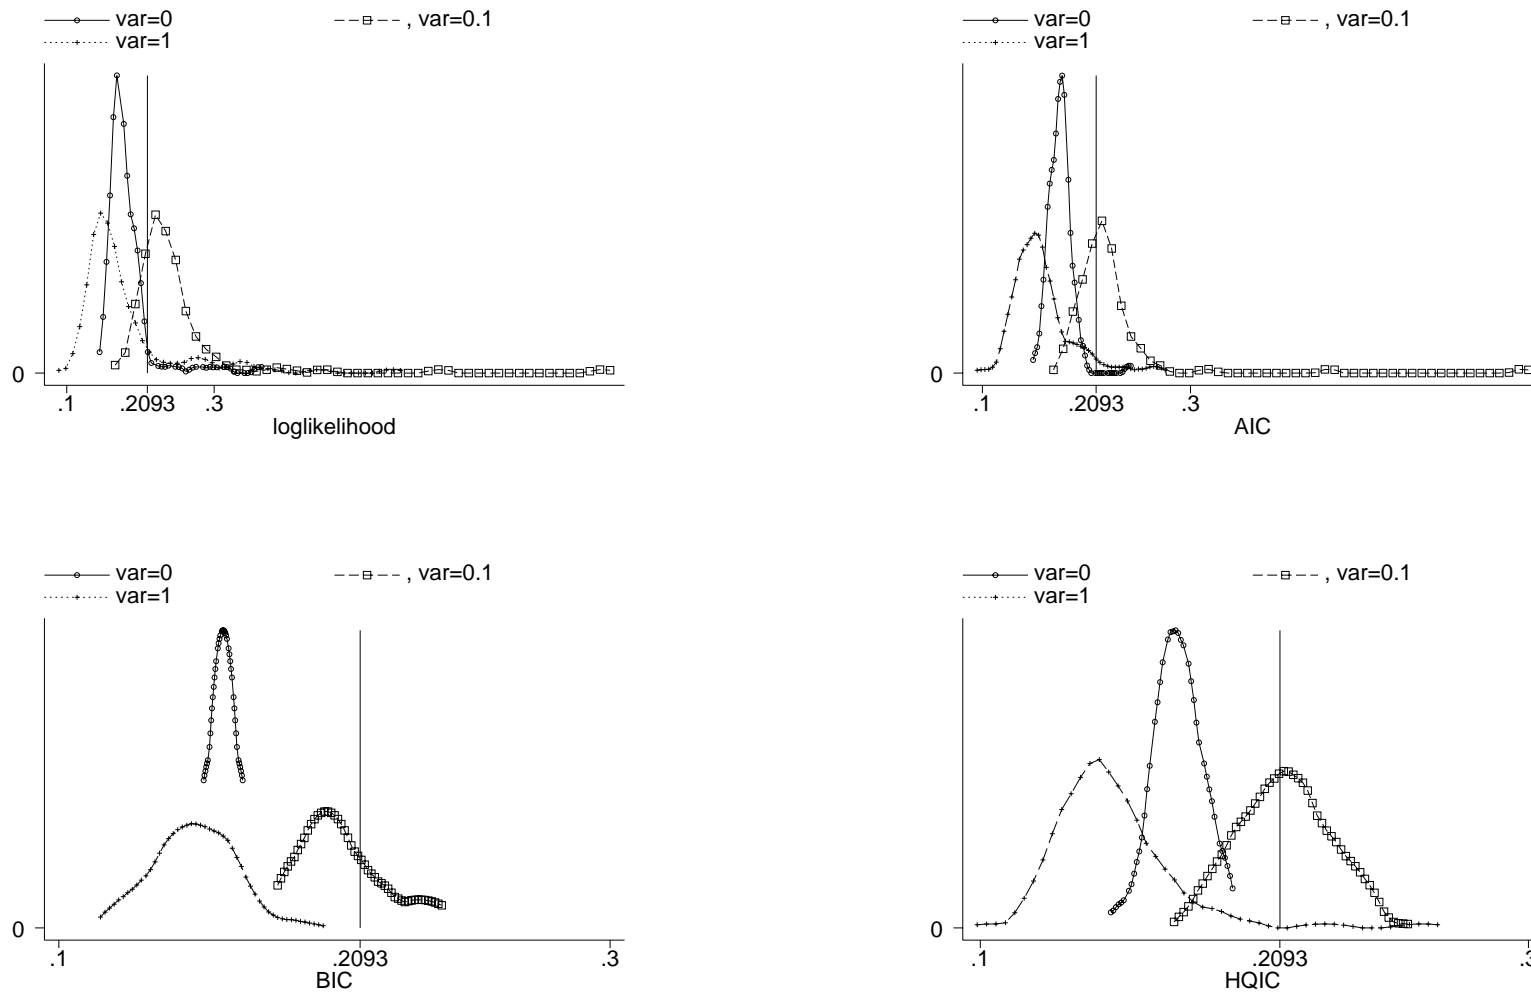 var=0 , var=0.1
var=1
0
.1 .2093 .3
loglikelihood
var=0 , var=0.1
var=1
0
.1 .2093 .3
AIC
var=0 , var=0.1
var=1
0
.1 .2093 .3
BIC
var=0 , var=0.1
var=1
0
.1 .2093
HQIC